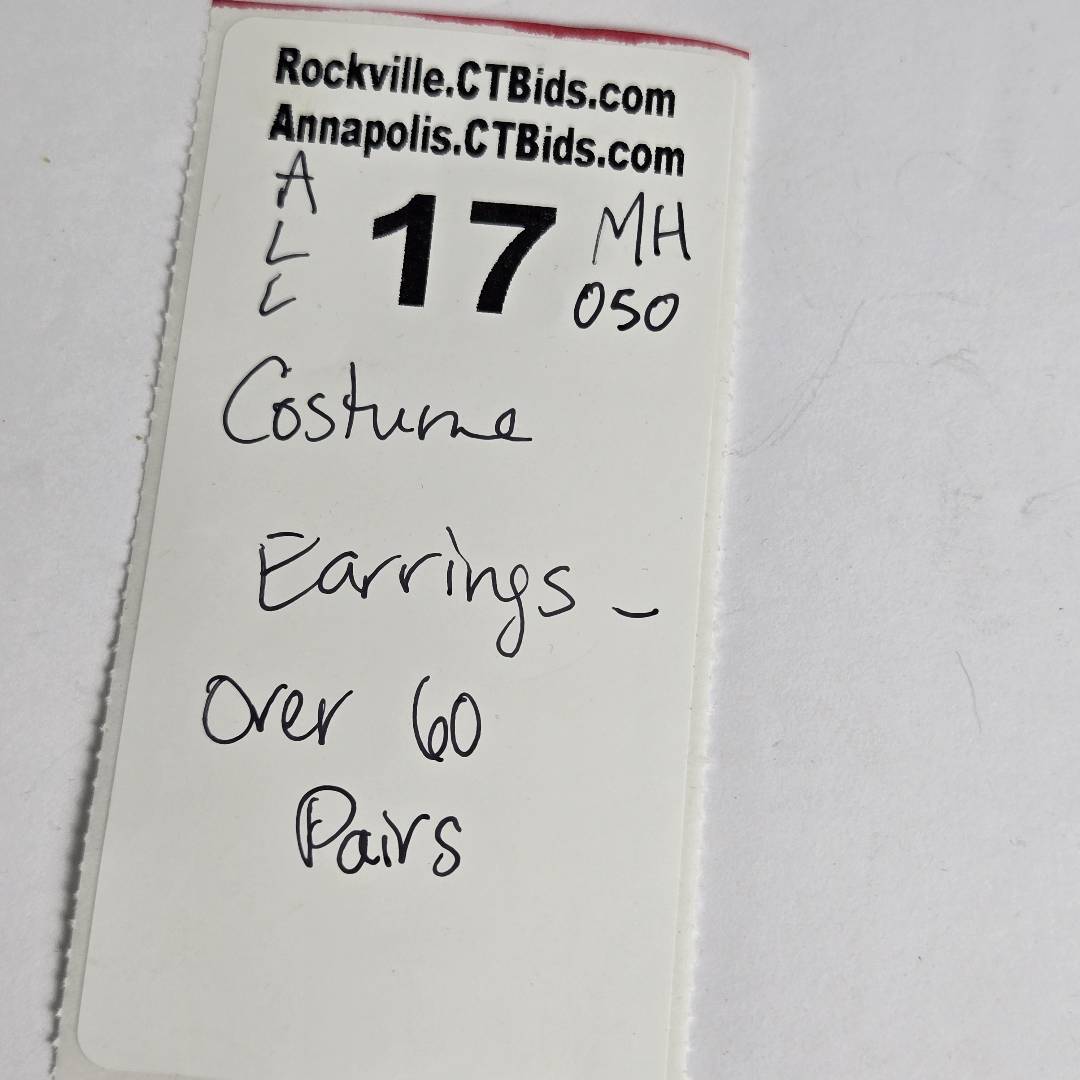 Rockville.CTBids.com
Annapolis.CTBids.com
A
L
C
17
MH
050
Costume
Earrings -
Over 60
Pairs